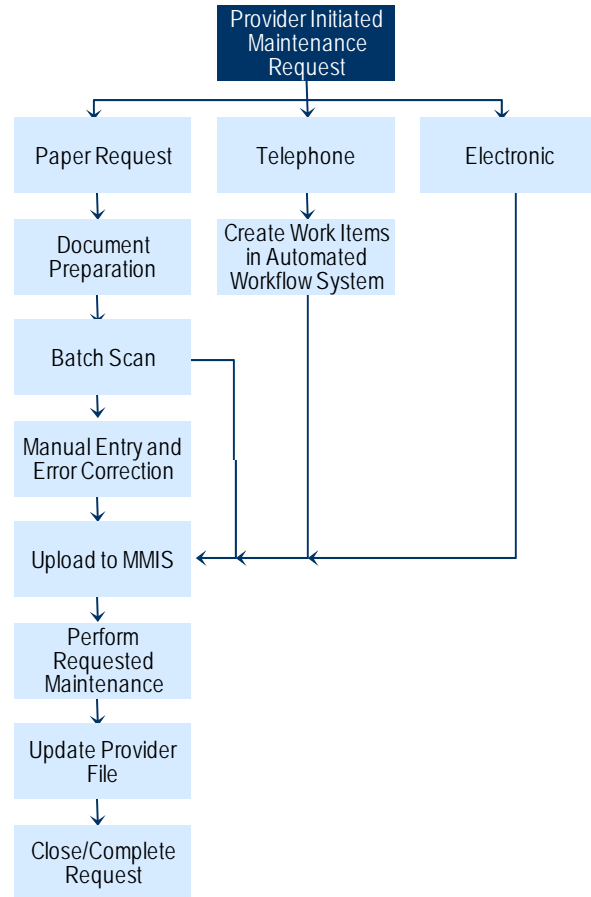 Provider Initiated
Maintenance
Request
Paper Request
Telephone
Electronic
Document
Preparation
Create Work Items
in Automated
Workflow System
Batch Scan
Manual Entry and
Error Correction
Upload to MMIS
Perform
Requested
Maintenance
Update Provider
File
Close/Complete
Request